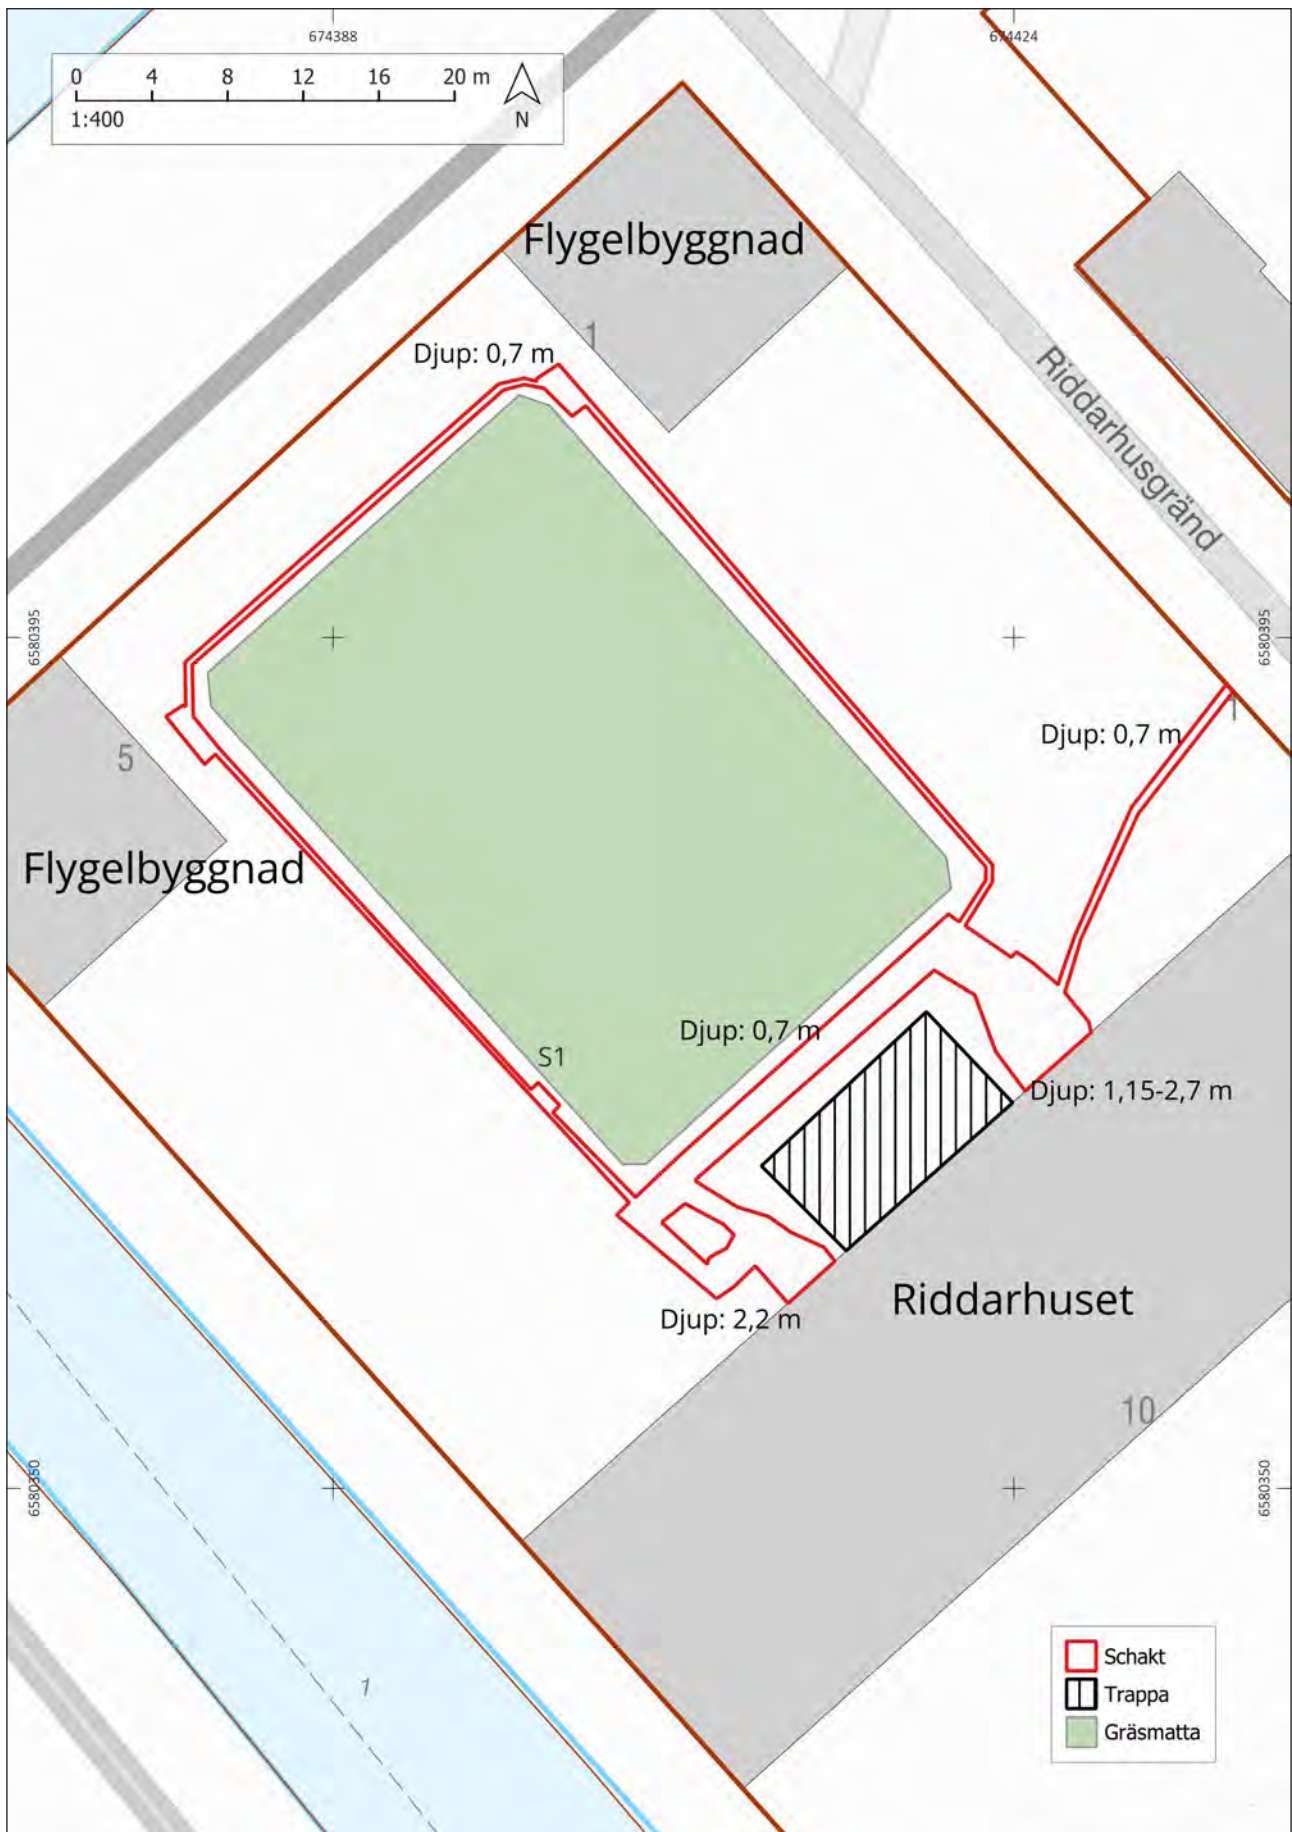 674388
674424
0 4 8 12 16 20 m
1:400
N
Flygelbyggnad
1
Djup: 0,7 m
Riddarhusgränd
6580395
6580395
1
Djup: 0,7 m
5
Flygelbyggnad
Djup: 0,7 m
S1
Djup: 1,15-2,7 m
Riddarhuset
Djup: 2,2 m
10
6580350
6580350
1
Schakt
Trappa
Gräsmatta